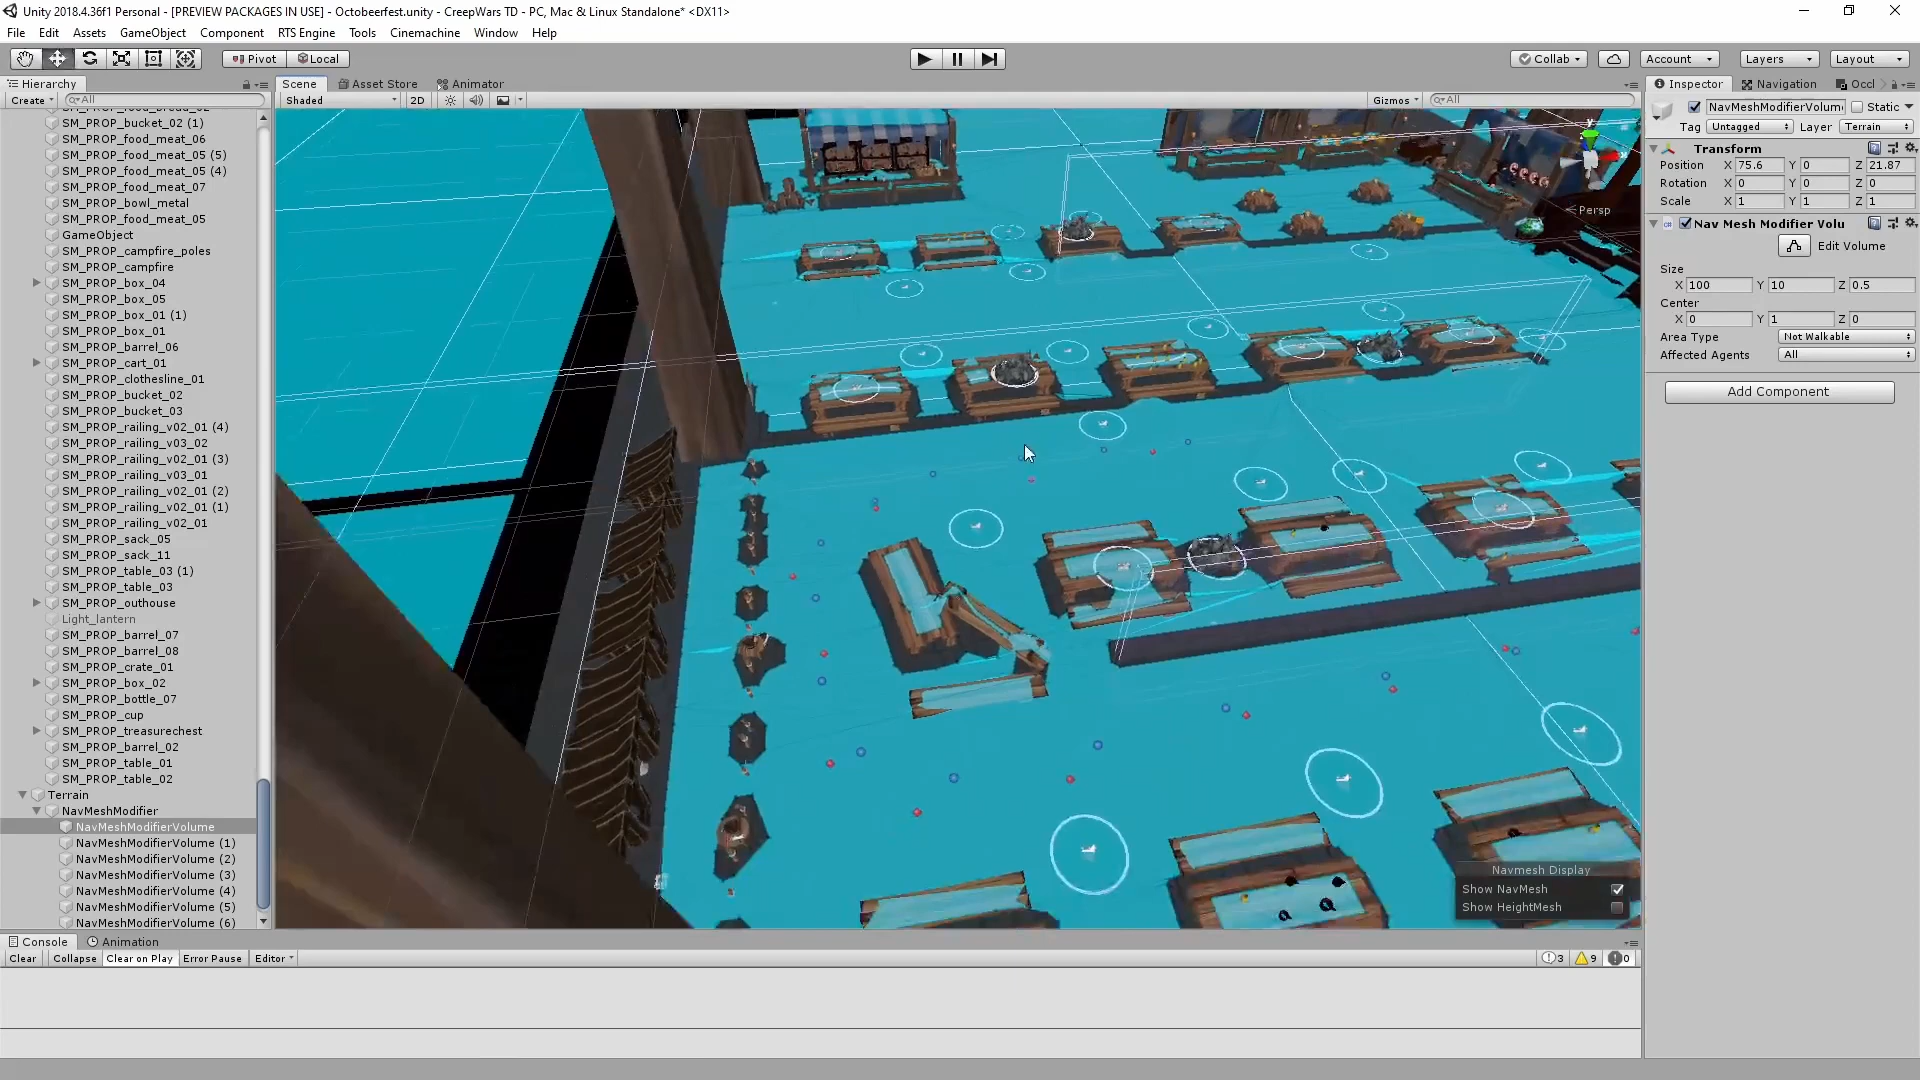 Unity 2018.4.36f1 Personal - [PREVIEW PACKAGES IN USE] - Octobeerfest.unity - CreepWars TD - PC, Mac & Linux Standalone* <DX11>
File Edit Assets GameObject Component RTS Engine Tools Cinemachine Window Help
Pivot Local Collab Account Layers Layout
Hierarchy
Create All
SM_PROP_food_bread_02
SM_PROP_bucket_02 (1)
SM_PROP_food_meat_06
SM_PROP_food_meat_05 (5)
SM_PROP_food_meat_05 (4)
SM_PROP_food_meat_07
SM_PROP_bowl_metal
SM_PROP_food_meat_05
GameObject
SM_PROP_campfire_poles
SM_PROP_campfire
SM_PROP_box_04
SM_PROP_box_05
SM_PROP_box_01 (1)
SM_PROP_box_01
SM_PROP_barrel_06
SM_PROP_cart_01
SM_PROP_clothesline_01
SM_PROP_bucket_02
SM_PROP_bucket_03
SM_PROP_railing_v02_01 (4)
SM_PROP_railing_v03_02
SM_PROP_railing_v02_01 (3)
SM_PROP_railing_v03_01
SM_PROP_railing_v02_01 (2)
SM_PROP_railing_v02_01 (1)
SM_PROP_railing_v02_01
SM_PROP_sack_05
SM_PROP_sack_11
SM_PROP_table_03 (1)
SM_PROP_table_03
SM_PROP_outhouse
Light_lantern
SM_PROP_barrel_07
SM_PROP_barrel_08
SM_PROP_crate_01
SM_PROP_box_02
SM_PROP_bottle_07
SM_PROP_cup
SM_PROP_treasurechest
SM_PROP_barrel_02
SM_PROP_table_01
SM_PROP_table_02
Terrain
NavMeshModifier
NavMeshModifierVolume
NavMeshModifierVolume (1)
NavMeshModifierVolume (2)
NavMeshModifierVolume (3)
NavMeshModifierVolume (4)
NavMeshModifierVolume (5)
NavMeshModifierVolume (6)
Scene Asset Store Animator
Shaded 2D Gizmos All
y
x
Persp
Navmesh Display
Show NavMesh
Show HeightMesh
Inspector Navigation Occl
NavMeshModifierVolum Static
Tag Untagged Layer Terrain
Transform
Position X 75.6 Y 0 Z 21.87
Rotation X 0 Y 0 Z 0
Scale X 1 Y 1 Z 1
Nav Mesh Modifier Volu
Edit Volume
Size
X 100 Y 10 Z 0.5
Center
X 0 Y 1 Z 0
Area Type Not Walkable
Affected Agents All
Add Component
Console Animation
Clear Collapse Clear on Play Error Pause Editor 3 9 0